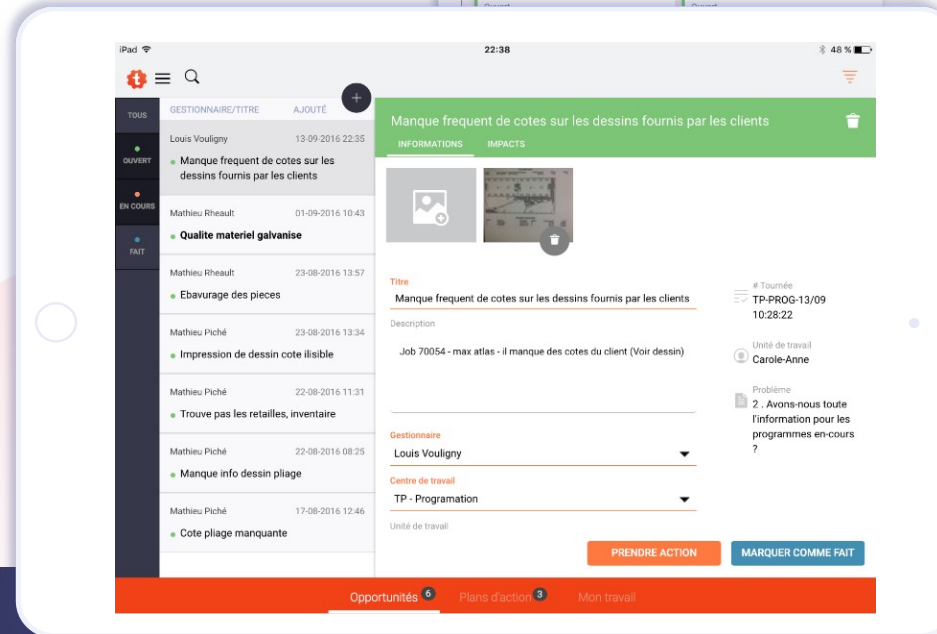 Ouvert
Ouvert
iPad
22:38
48 %
GESTIONNAIRE/TITRE
AJOUTÉ
+
TOUS
OUVERT
EN COURS
FAIT
Louis Vouligny
13-09-2016 22:35
Manque frequent de cotes sur les
dessins fournis par les clients
Mathieu Rheault
01-09-2016 10:43
Qualite materiel galvanise
Mathieu Rheault
23-08-2016 13:57
Ebavurage des pieces
Mathieu Piché
23-08-2016 13:34
Impression de dessin cote ilisible
Mathieu Piché
22-08-2016 11:31
Trouve pas les retailles, inventaire
Mathieu Piché
22-08-2016 08:25
Manque info dessin pliage
Mathieu Piché
17-08-2016 12:46
Cote pliage manquante
Manque frequent de cotes sur les dessins fournis par les clients
INFORMATIONS
IMPACTS
Titre
Manque frequent de cotes sur les dessins fournis par les clients
Description
Job 70054 - max atlas - il manque des cotes du client (Voir dessin)
Gestionnaire
Louis Vouligny
Centre de travail
TP - Programation
Unité de travail
# Tournée
TP-PROG-13/09
10:28:22
Unité de travail
Carole-Anne
Problème
2 . Avons-nous toute
l'information pour les
programmes en-cours
?
PRENDRE ACTION
MARQUER COMME FAIT
Opportunités 6
Plans d'action 3
Mon travail